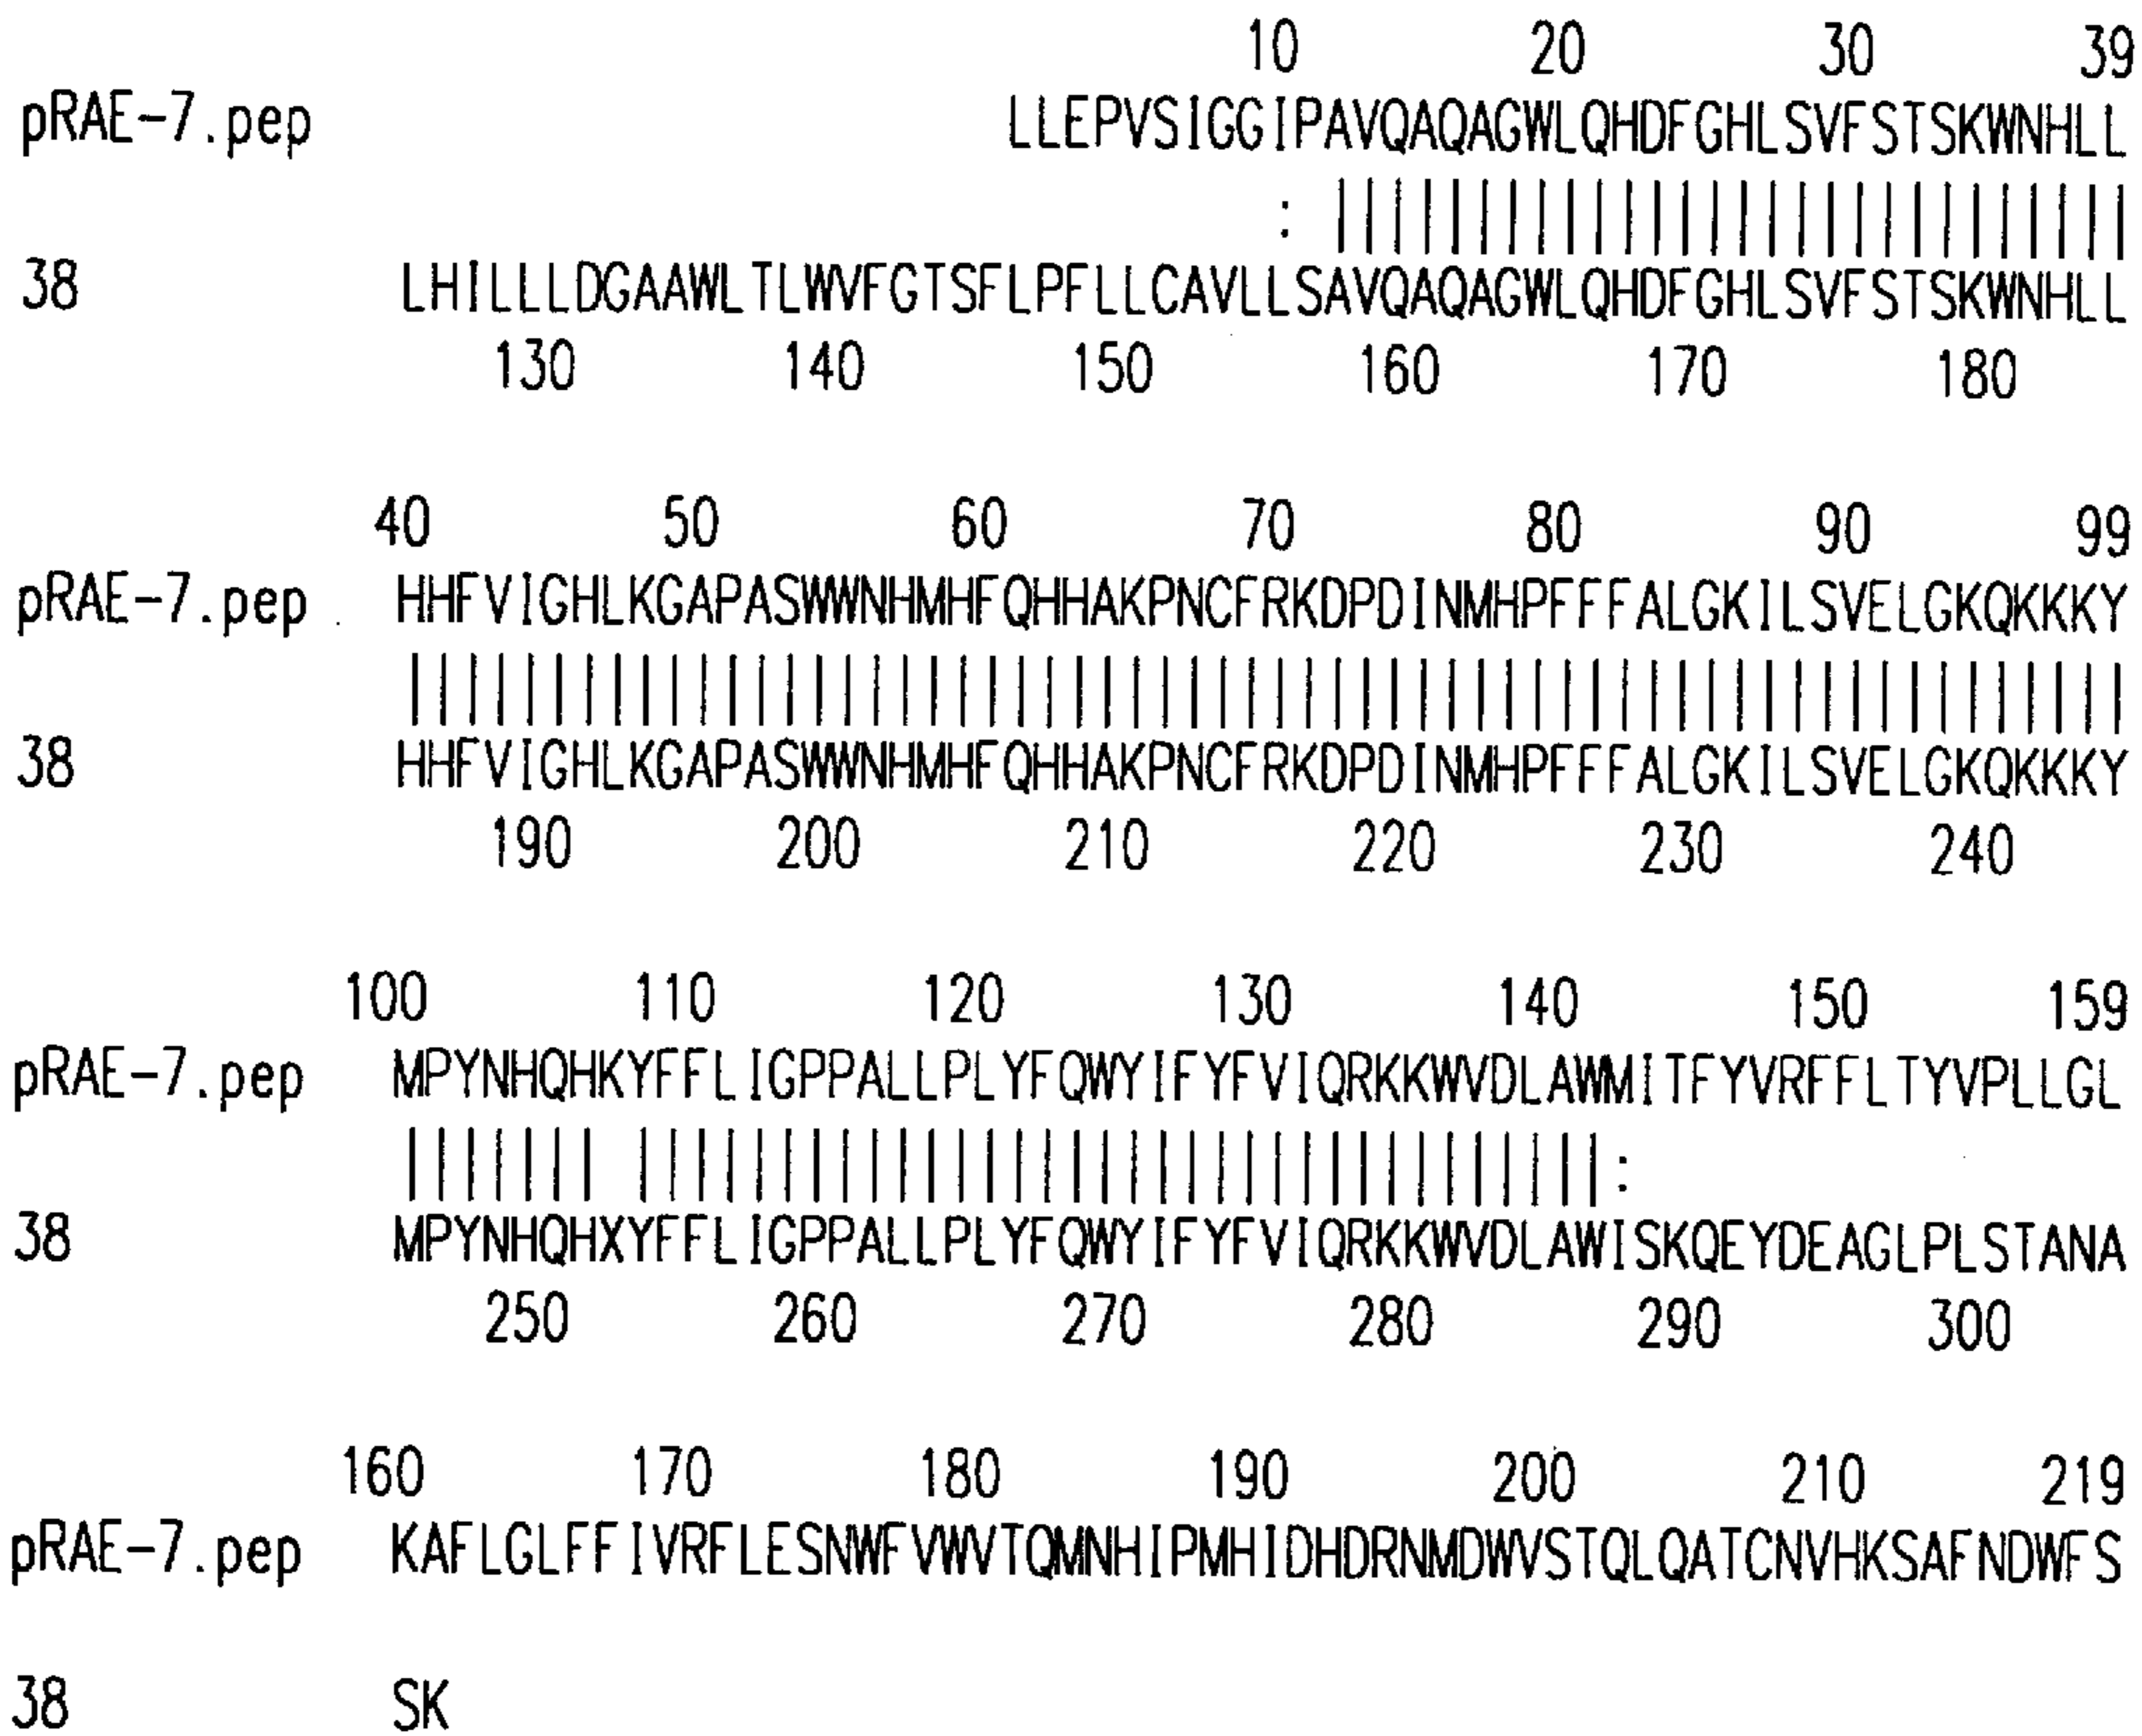 10 20 30 39
pRAE-7.pep LLEPVSIGGIPAVQAQAGWLQHDFGHLSVFSTSKWNHLL
: |||||||||||||||||||||||||||
38 LHILLLDGAAWLTLWVFGTSFLPFLLCAVLLSAVQAQAGWLQHDFGHLSVFSTSKWNHLL
130 140 150 160 170 180
40 50 60 70 80 90 99
pRAE-7.pep HHFVIGHLKGAPASWWNHMHFQHHAKPNCFRKDPDINMHPFFFALGKILSVELGKQKKKY
||||||||||||||||||||||||||||||||||||||||||||||||||||||||||||
38 HHFVIGHLKGAPASWWNHMHFQHHAKPNCFRKDPDINMHPFFFALGKILSVELGKQKKKY
190 200 210 220 230 240
100 110 120 130 140 150 159
pRAE-7.pep MPYNHQHKYFFLIGPPALLPLYFQWYIFYFVIQRKKWVDLAWMITFYVRFFLTYVPLLGL
||||||| ||||||||||||||||||||||||||||||||||:
38 MPYNHQHXYFFLIGPPALLPLYFQWYIFYFVIQRKKWVDLAWISKQEYDEAGLPLSTANA
250 260 270 280 290 300
160 170 180 190 200 210 219
pRAE-7.pep KAFLGLFFIVRFLESNWFVWVTQMNHIPMHIDHDRNMDWVSTQLQATCNVHKSAFNDWFS
38 SK